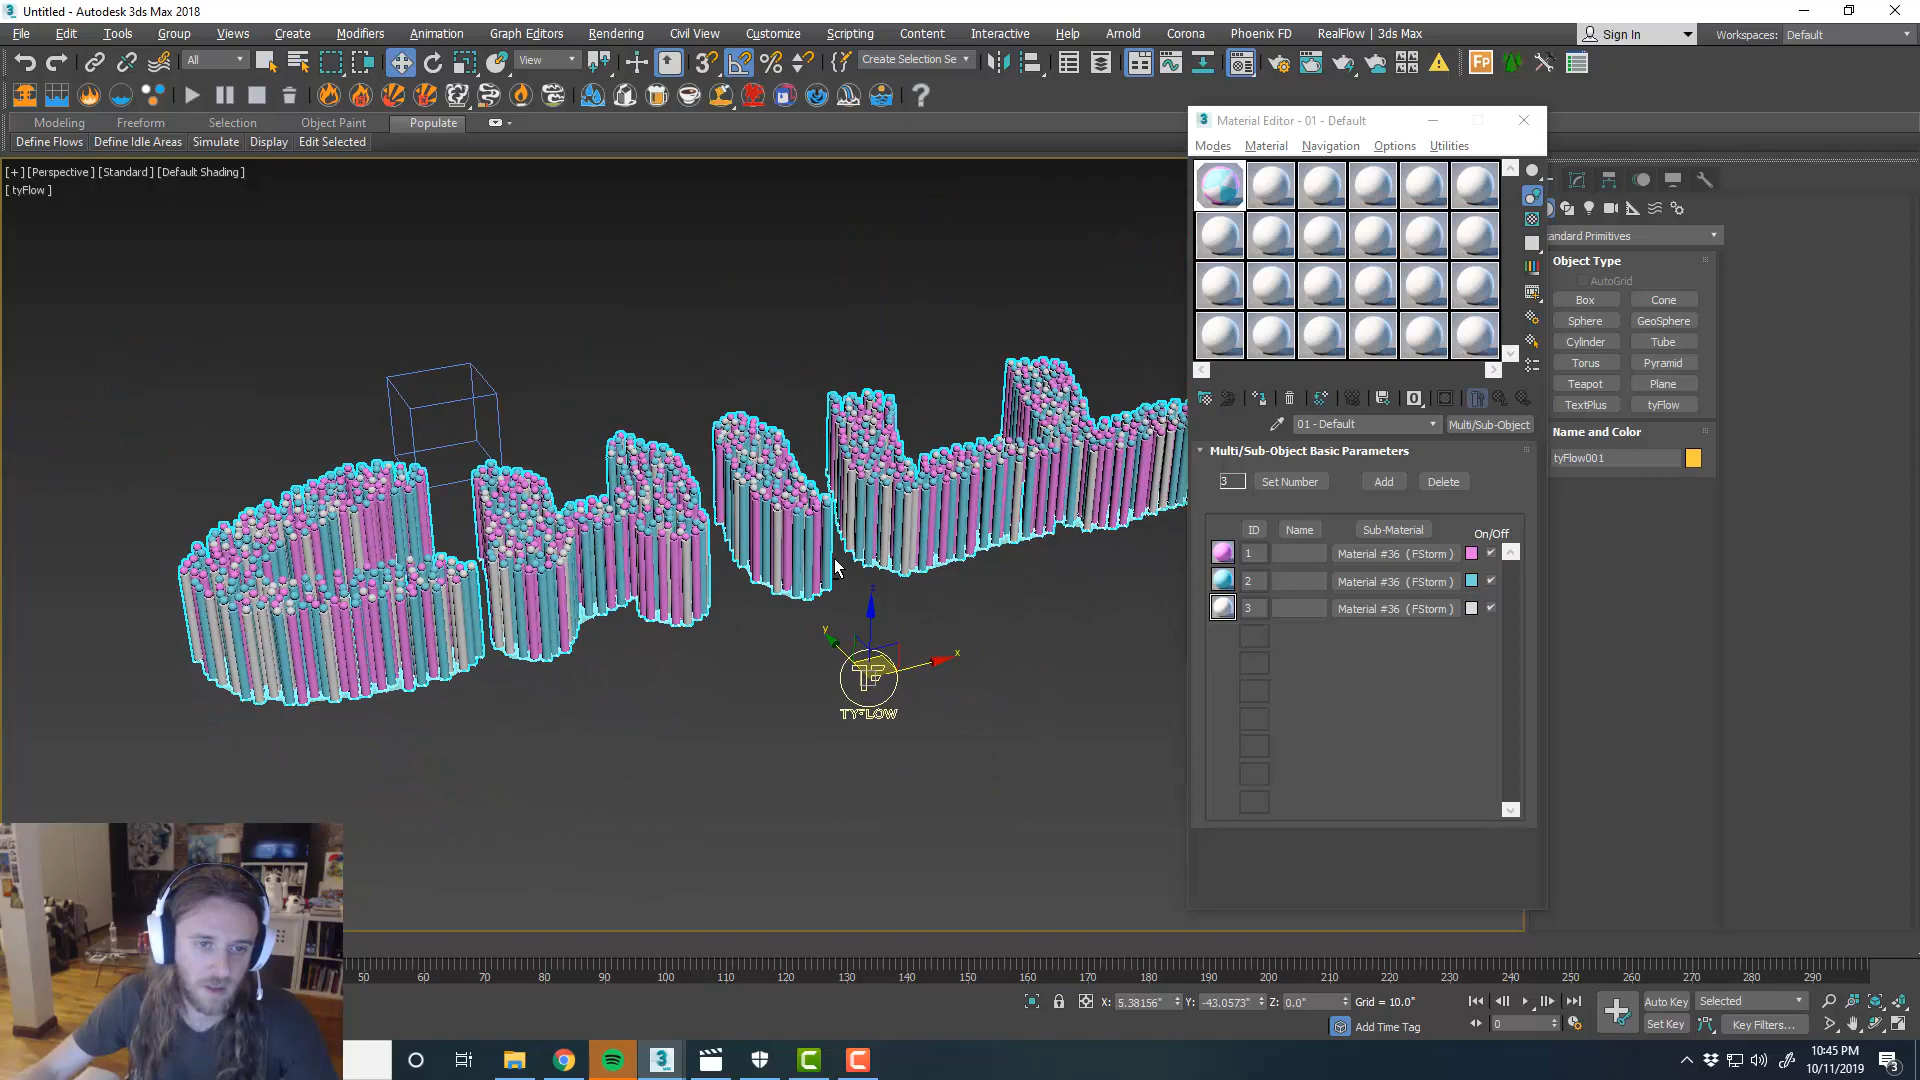 Untitled - Autodesk 3ds Max 2018
File Edit Tools Group Views Create Modifiers Animation Graph Editors Rendering Civil View Customize Scripting Content Interactive Help Arnold Corona Phoenix FD RealFlow | 3ds Max
Sign In
Workspaces: Default
All
View
Create Selection Se
Fp
Modeling Freeform Selection Object Paint Populate
Define Flows Define Idle Areas Simulate Display Edit Selected
[+] [Perspective ] [Standard ] [Default Shading ]
[ tyFlow ]
Material Editor - 01 - Default
Modes Material Navigation Options Utilities
01 - Default
Multi/Sub-Object
Multi/Sub-Object Basic Parameters
3 Set Number Add Delete
ID Name Sub-Material On/Off
1 Material #36 ( FStorm )
2 Material #36 ( FStorm )
3 Material #36 ( FStorm )
andard Primitives
Object Type
AutoGrid
Box Cone
Sphere GeoSphere
Cylinder Tube
Torus Pyramid
Teapot Plane
TextPlus tyFlow
Name and Color
tyFlow001
z
y
x
TYFLOW
50 60 70 80 90 100 110 120 130 140 150 160 170 180 190 200 210 220 230 240 250 260 270 280 290
X: 5.38156" Y: -43.0573" Z: 0.0" Grid = 10.0"
Add Time Tag
0
Auto Key Selected
Set Key Key Filters...
10:45 PM
10/11/2019
3